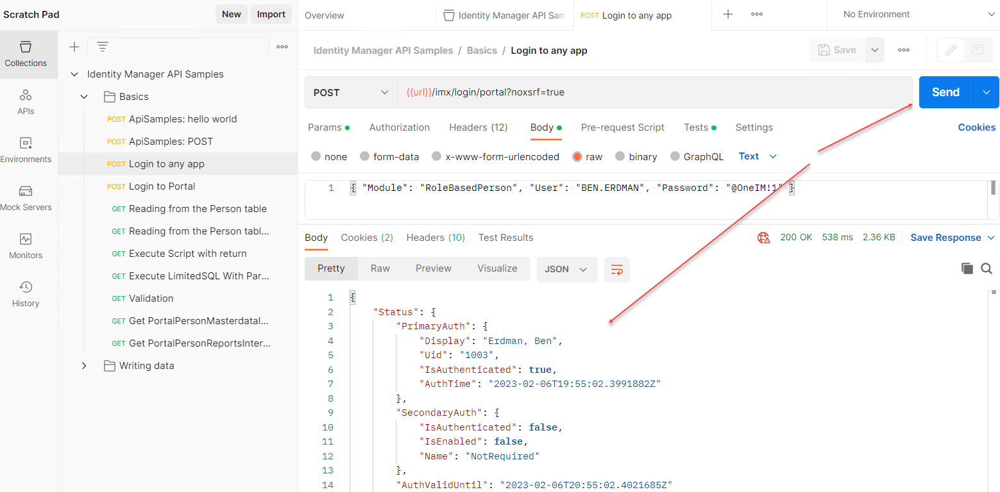 Scratch Pad
New
Import
Overview
Identity Manager API Sam
POST Login to any app
No Environment
Collections
APIs
Environments
Mock Servers
Monitors
History
Identity Manager API Samples
Basics
POST ApiSamples: hello world
POST ApiSamples: POST
POST Login to any app
POST Login to Portal
GET Reading from the Person table
GET Reading from the Person tabl...
GET Execute Script with return
GET Execute LimitedSQL With Par...
GET Validation
GET Get PortalPersonMasterdataI...
GET Get PortalPersonReportsInter...
Writing data
Identity Manager API Samples / Basics / Login to any app
Save
POST
{{url}}/imx/login/portal?noxsrf=true
Send
Params
Authorization
Headers (12)
Body
Pre-request Script
Tests
Settings
Cookies
none
form-data
x-www-form-urlencoded
raw
binary
GraphQL
Text
1 { "Module": "RoleBasedPerson", "User": "BEN.ERDMAN", "Password": "@OneIM!1" }
Body
Cookies (2)
Headers (10)
Test Results
200 OK
538 ms
2.36 KB
Save Response
Pretty
Raw
Preview
Visualize
JSON
1 {
2 "Status": {
3 "PrimaryAuth": {
4 "Display": "Erdman, Ben",
5 "Uid": "1003",
6 "IsAuthenticated": true,
7 "AuthTime": "2023-02-06T19:55:02.3991882Z"
8 },
9 "SecondaryAuth": {
10 "IsAuthenticated": false,
11 "IsEnabled": false,
12 "Name": "NotRequired"
13 },
14 "AuthValidUntil": "2023-02-06T20:55:02.4021685Z"